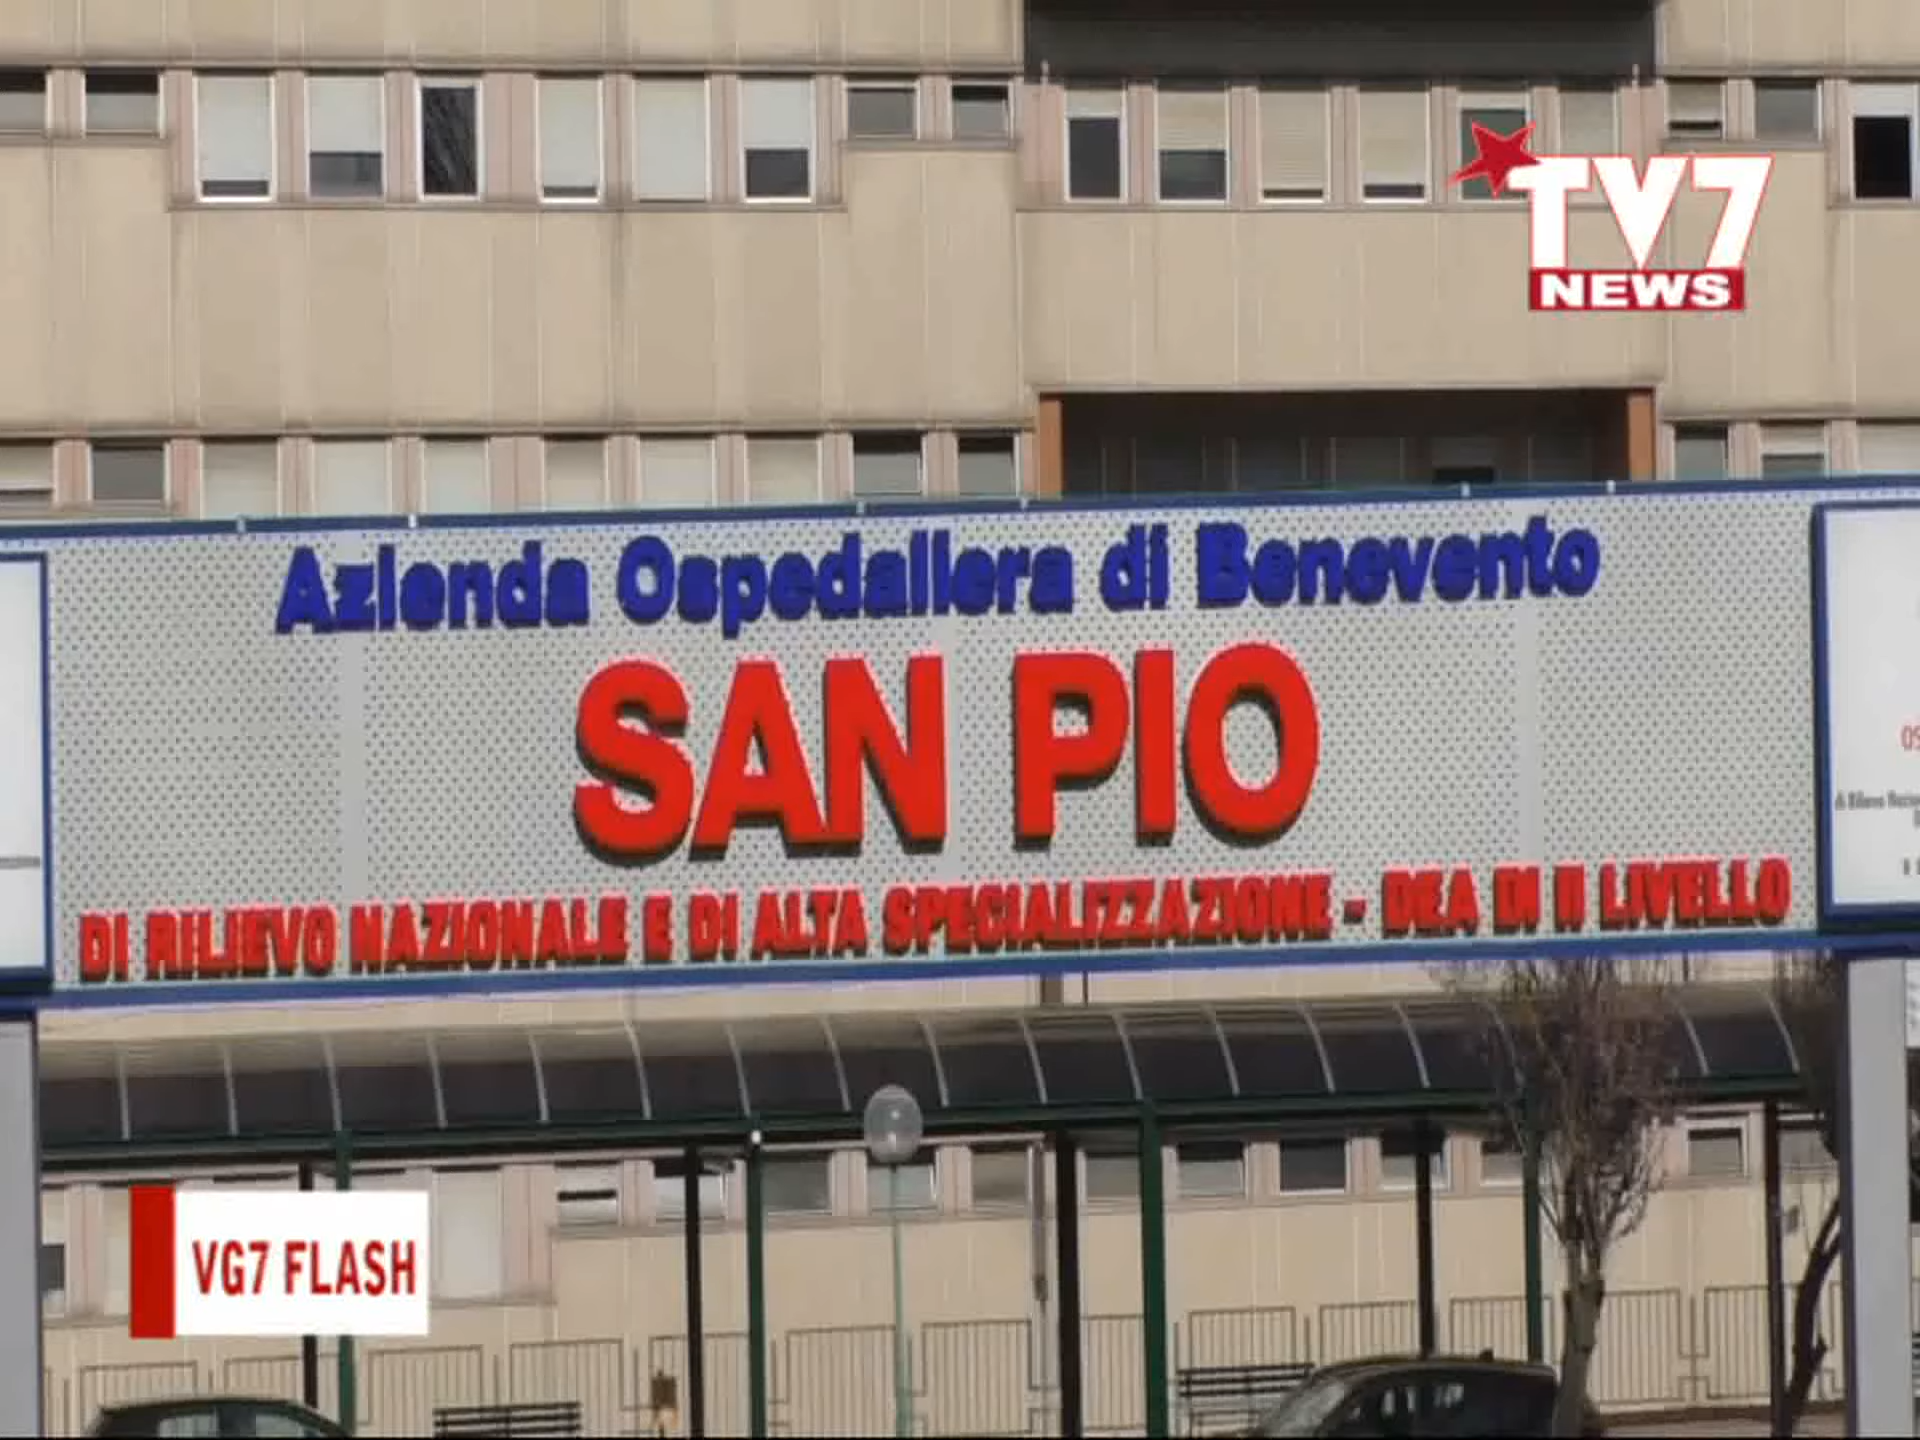 TV7
NEWS
Azienda Ospedaliera di Benevento
SAN PIO
DI RILIEVO NAZIONALE E DI ALTA SPECIALIZZAZIONE - DEA DI II LIVELLO
VG7 FLASH